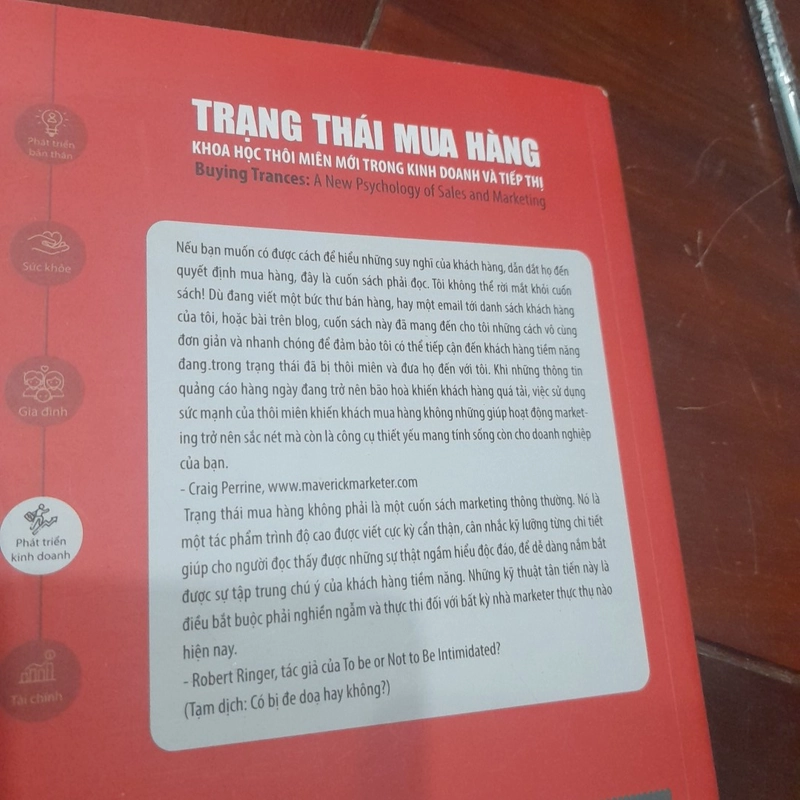 TRẠNG THÁI MUA HÀNG
KHOA HỌC THÔI MIÊN MỚI TRONG KINH DOANH VÀ TIẾP THỊ
Buying Trances: A New Psychology of Sales and Marketing
Phát triển
bản thân
Sức khỏe
Gia đình
Phát triển
kinh doanh
Tài chính
Nếu bạn muốn có được cách để hiểu những suy nghĩ của khách hàng, dẫn dắt họ đến
quyết định mua hàng, đây là cuốn sách phải đọc. Tôi không thể rời mắt khỏi cuốn
sách! Dù đang viết một bức thư bán hàng, hay một email tới danh sách khách hàng
của tôi, hoặc bài trên blog, cuốn sách này đã mang đến cho tôi những cách vô cùng
đơn giản và nhanh chóng để đảm bảo tôi có thể tiếp cận đến khách hàng tiềm năng
đang.trong trạng thái đã bị thôi miên và đưa họ đến với tôi. Khi những thông tin
quảng cáo hàng ngày đang trở nên bão hoà khiến khách hàng quá tải, việc sử dụng
sức mạnh của thôi miên khiến khách mua hàng không những giúp hoạt động market-
ing trở nên sắc nét mà còn là công cụ thiết yếu mang tính sống còn cho doanh nghiệp
của bạn.
- Craig Perrine, www.maverickmarketer.com
Trạng thái mua hàng không phải là một cuốn sách marketing thông thường. Nó là
một tác phẩm trình độ cao được viết cực kỳ cẩn thận, cân nhắc kỹ lưỡng từng chi tiết
giúp cho người đọc thấy được những sự thật ngầm hiểu độc đáo, để dễ dàng nắm bắt
được sự tập trung chú ý của khách hàng tiềm năng. Những kỹ thuật tân tiến này là
điều bắt buộc phải nghiền ngẫm và thực thi đối với bất kỳ nhà marketer thực thụ nào
hiện nay.
- Robert Ringer, tác giả của To be or Not to Be Intimidated?
(Tạm dịch: Có bị đe doạ hay không?)